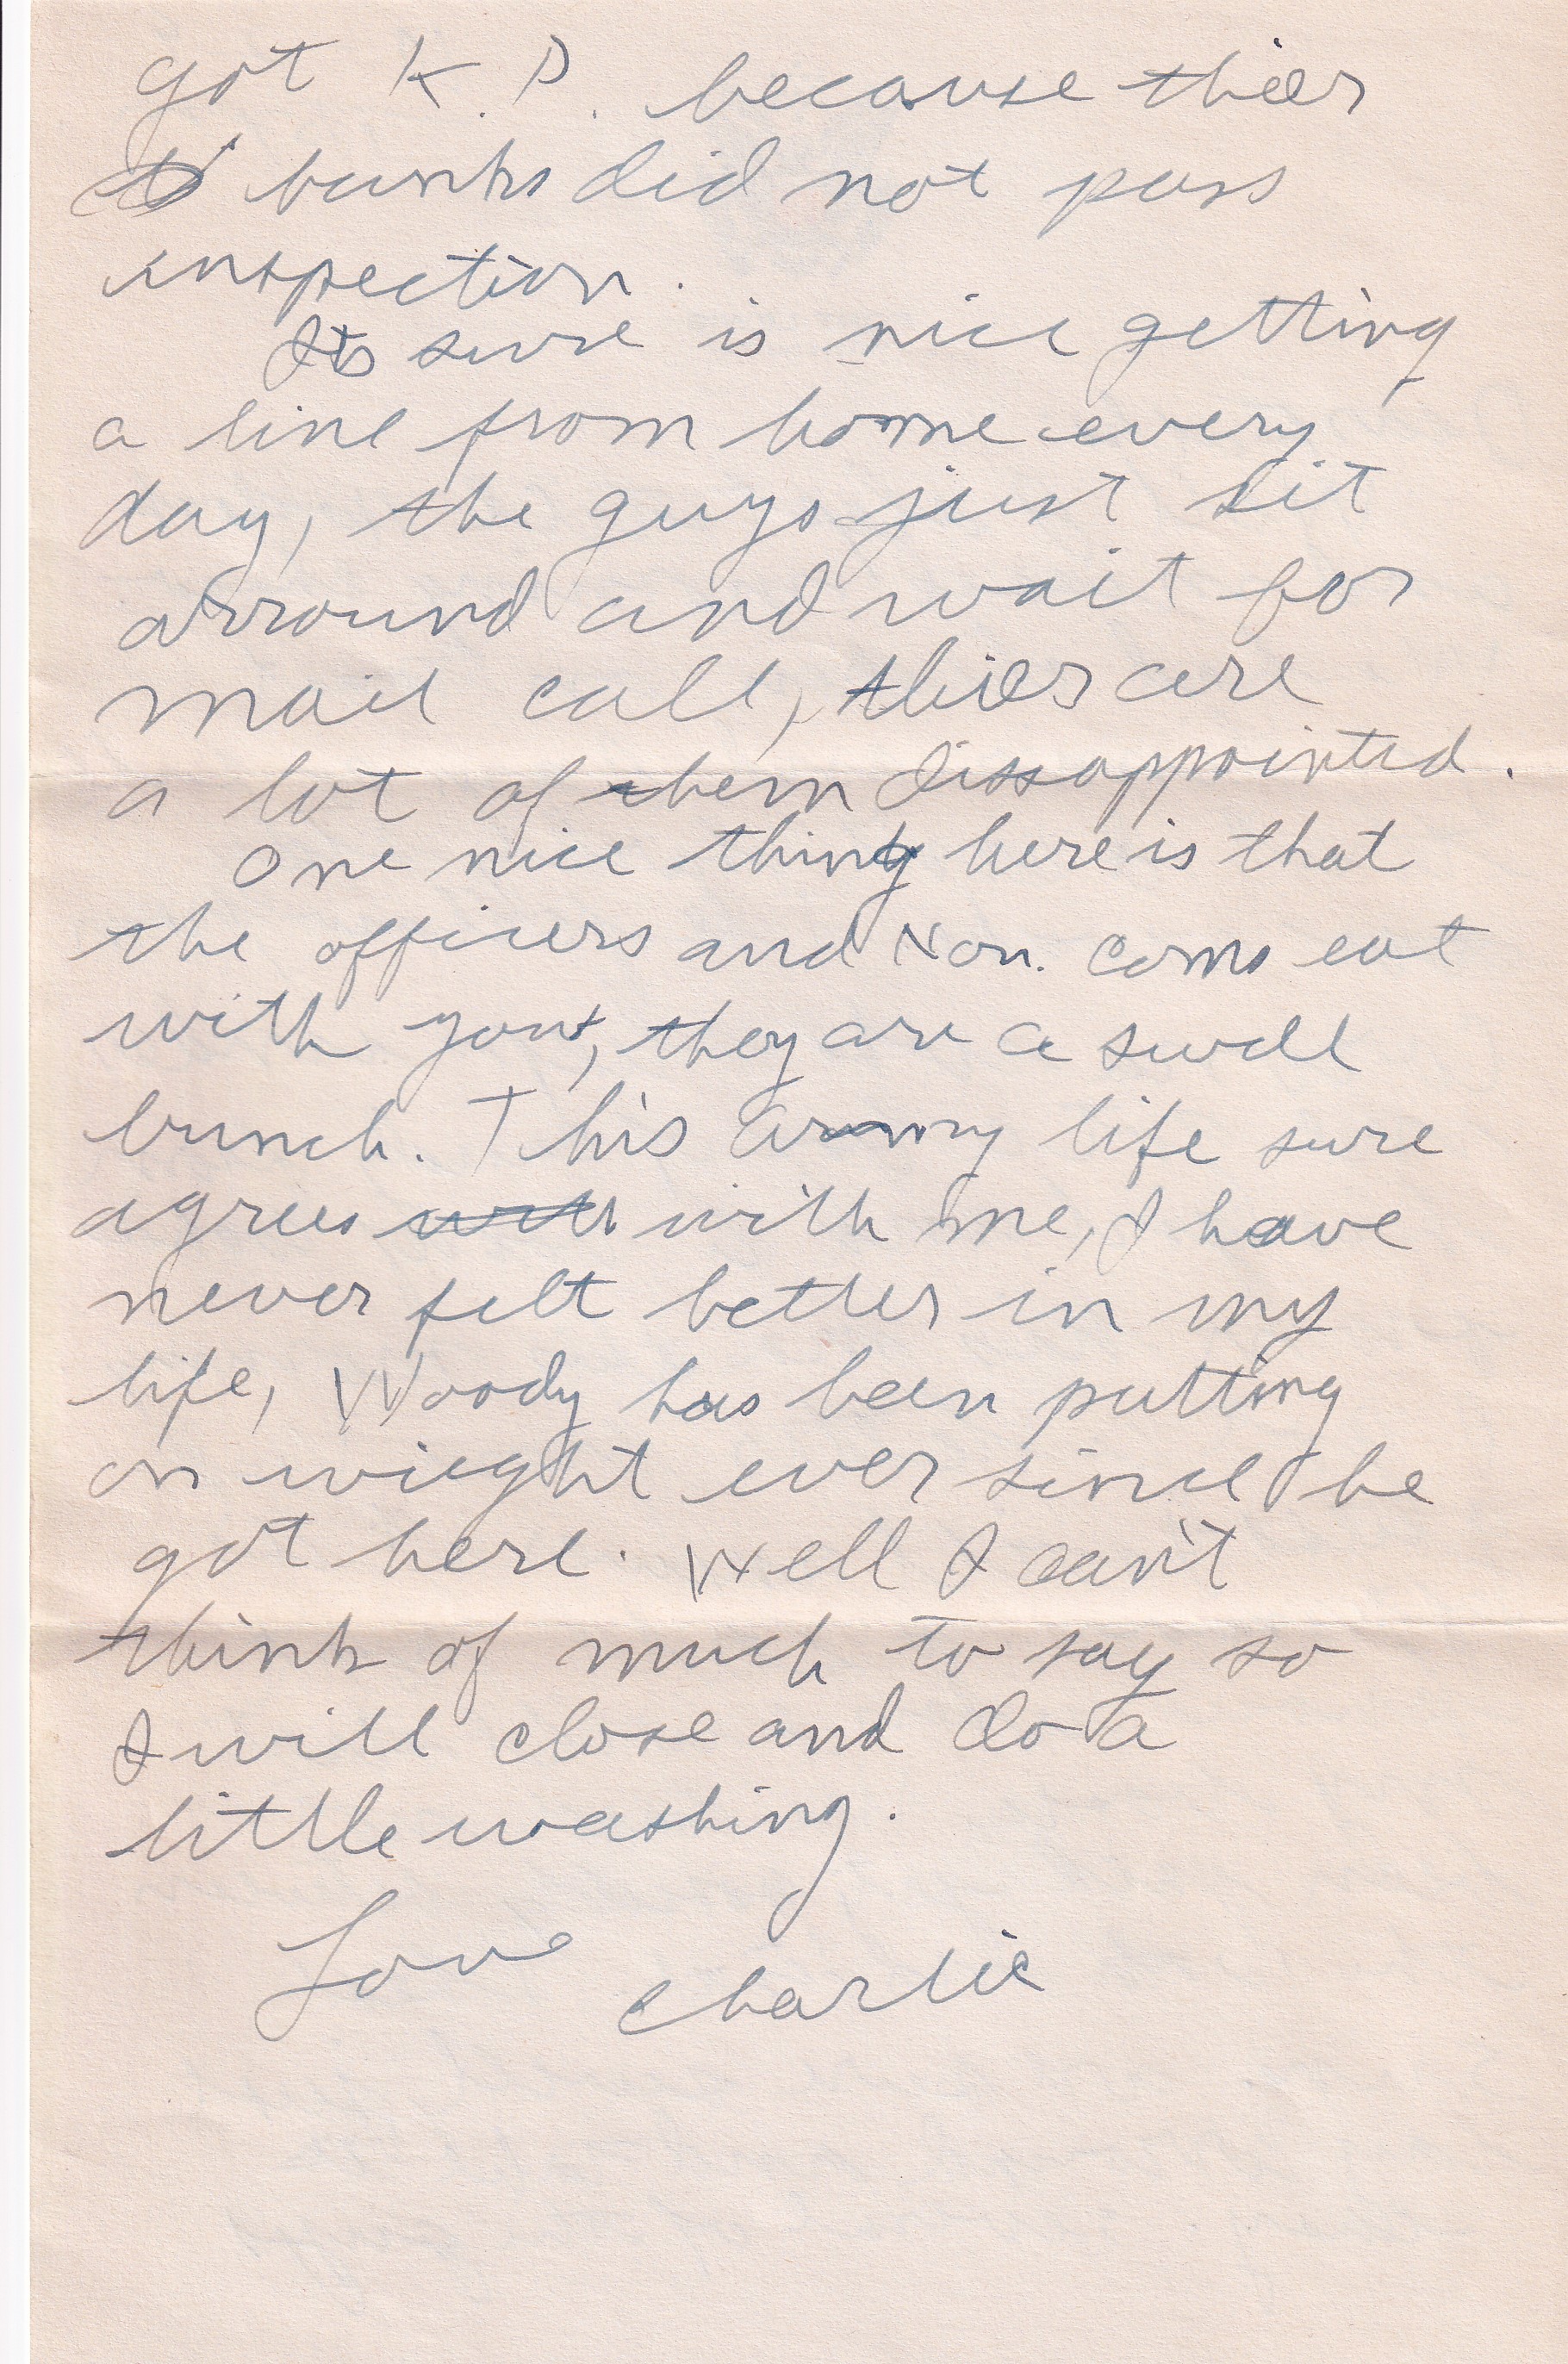 got K.P. because thier
bunks did not pass
inspection.
Its sure is nice getting
a line from home every
day, the guys just sit
arround and wait for
mail call, thier are
a lot of them dissappointed.
One nice thing here is that
the officers and Non. coms eat
with you, they are a swell
bunch. This army life sure
agrees with with me, I have
never felt better in my
life, Woody has been putting
on wieght ever since he
got here. Well I can't
think of much to say so
I will close and do a
little washing.
Love
Charlie